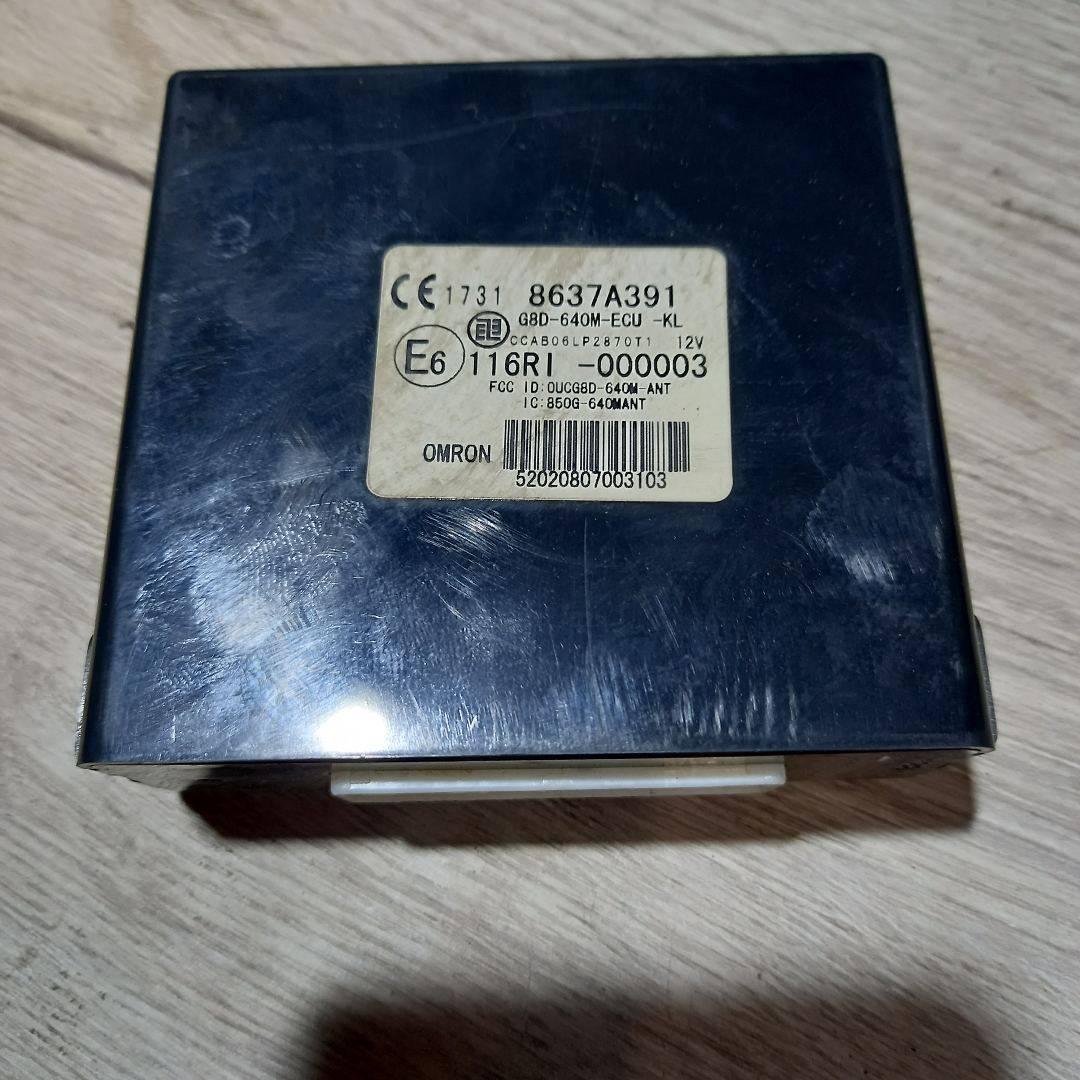 CE 1731 8637A391
G8D-640M-ECU -KL
CCAB06LP2870T1 12V
E6 116RI -000003
FCC ID:OUCG8D-640M-ANT
IC:850G-640MANT
OMRON
52020807003103